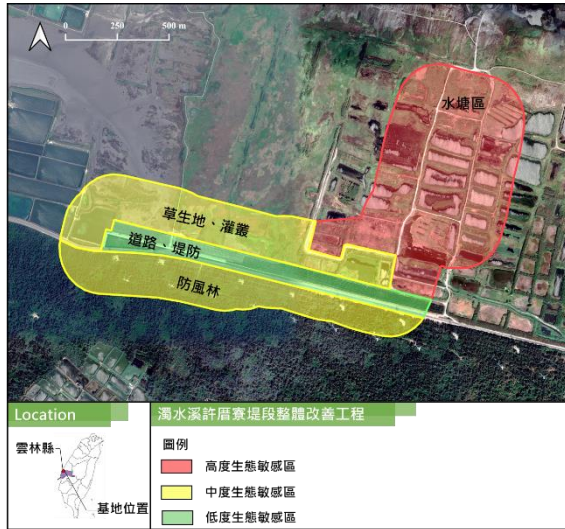 0 250 500 m
水塘區
草生地、灌叢
道路、堤防
防風林
Location
濁水溪許厝寮堤段整體改善工程
雲林縣
基地位置
圖例
高度生態敏感區
中度生態敏感區
低度生態敏感區